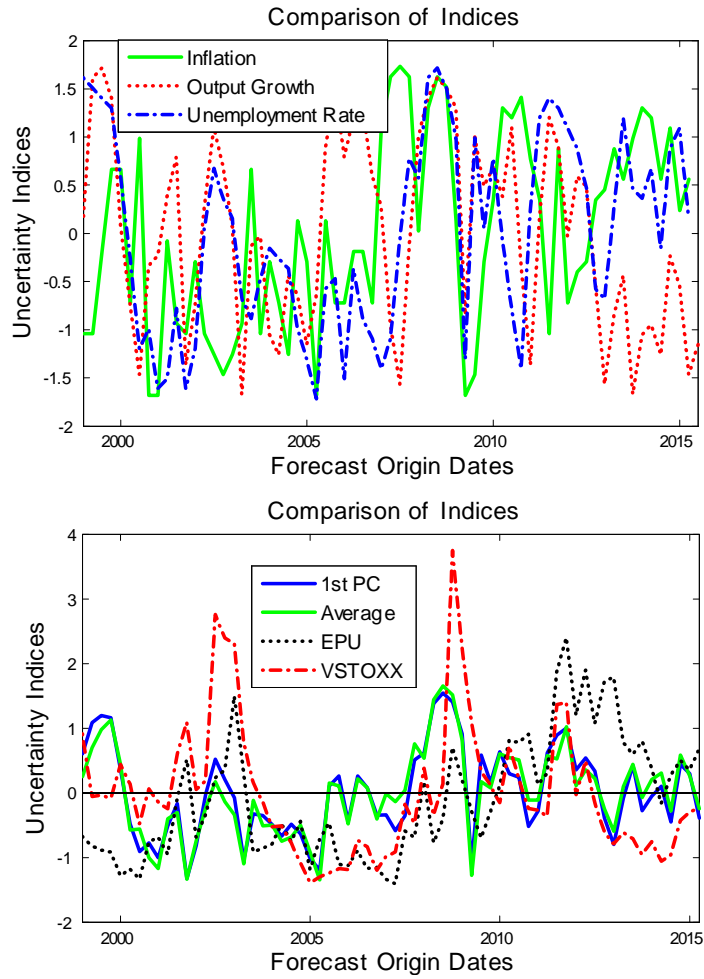 Comparison of Indices
Uncertainty Indices
2
1.5
1
0.5
0
-0.5
-1
-1.5
-2
Inflation
Output Growth
Unemployment Rate
2000
2005
2010
2015
Forecast Origin Dates
Comparison of Indices
Uncertainty Indices
4
3
2
1
0
-1
-2
1st PC
Average
EPU
VSTOXX
2000
2005
2010
2015
Forecast Origin Dates